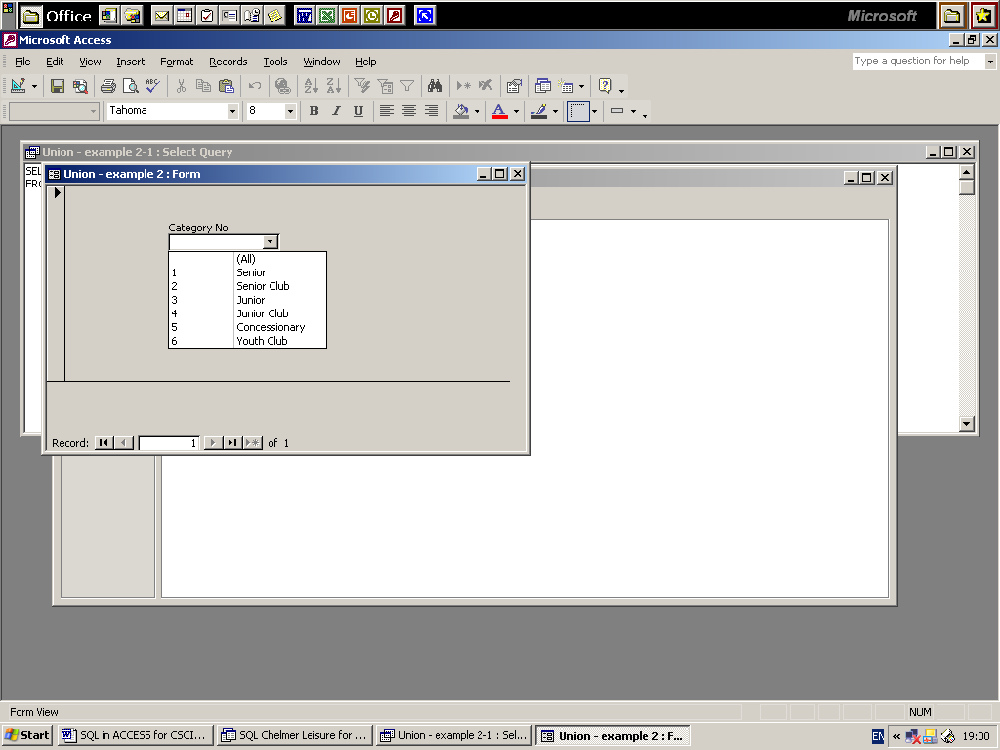 Office
Microsoft
Microsoft Access
File Edit View Insert Format Records Tools Window Help
Type a question for help
Tahoma 8 B I U
Union - example 2-1 : Select Query
SEL
FRO
Union - example 2 : Form
Category No
(All)
1 Senior
2 Senior Club
3 Junior
4 Junior Club
5 Concessionary
6 Youth Club
Record: 1 of 1
Form View
NUM
Start
SQL in ACCESS for CSCI...
SQL Chelmer Leisure for ...
Union - example 2-1 : Sel...
Union - example 2 : F...
EN
19:00